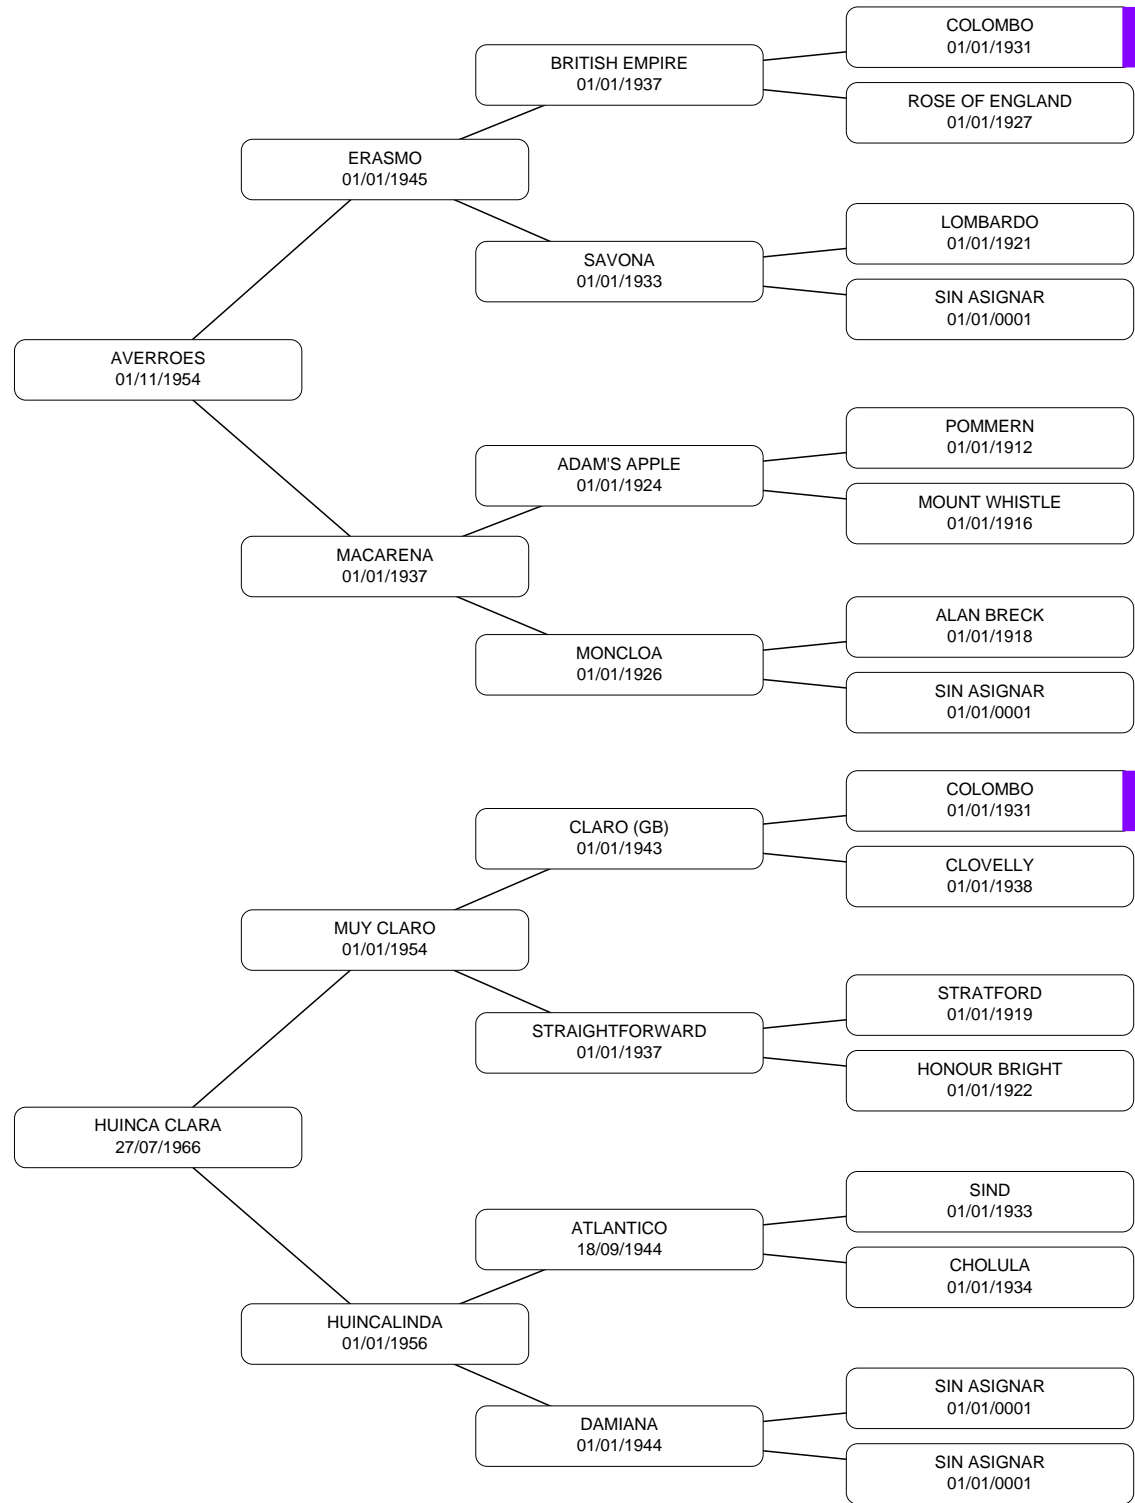 COLOMBO
01/01/1931
BRITISH EMPIRE
01/01/1937
ROSE OF ENGLAND
01/01/1927
ERASMO
01/01/1945
LOMBARDO
01/01/1921
SAVONA
01/01/1933
SIN ASIGNAR
01/01/0001
AVERROES
01/11/1954
POMMERN
01/01/1912
ADAM'S APPLE
01/01/1924
MOUNT WHISTLE
01/01/1916
MACARENA
01/01/1937
ALAN BRECK
01/01/1918
MONCLOA
01/01/1926
SIN ASIGNAR
01/01/0001
COLOMBO
01/01/1931
CLARO (GB)
01/01/1943
CLOVELLY
01/01/1938
MUY CLARO
01/01/1954
STRATFORD
01/01/1919
STRAIGHTFORWARD
01/01/1937
HONOUR BRIGHT
01/01/1922
HUINCA CLARA
27/07/1966
SIND
01/01/1933
ATLANTICO
18/09/1944
CHOLULA
01/01/1934
HUINCALINDA
01/01/1956
SIN ASIGNAR
01/01/0001
DAMIANA
01/01/1944
SIN ASIGNAR
01/01/0001